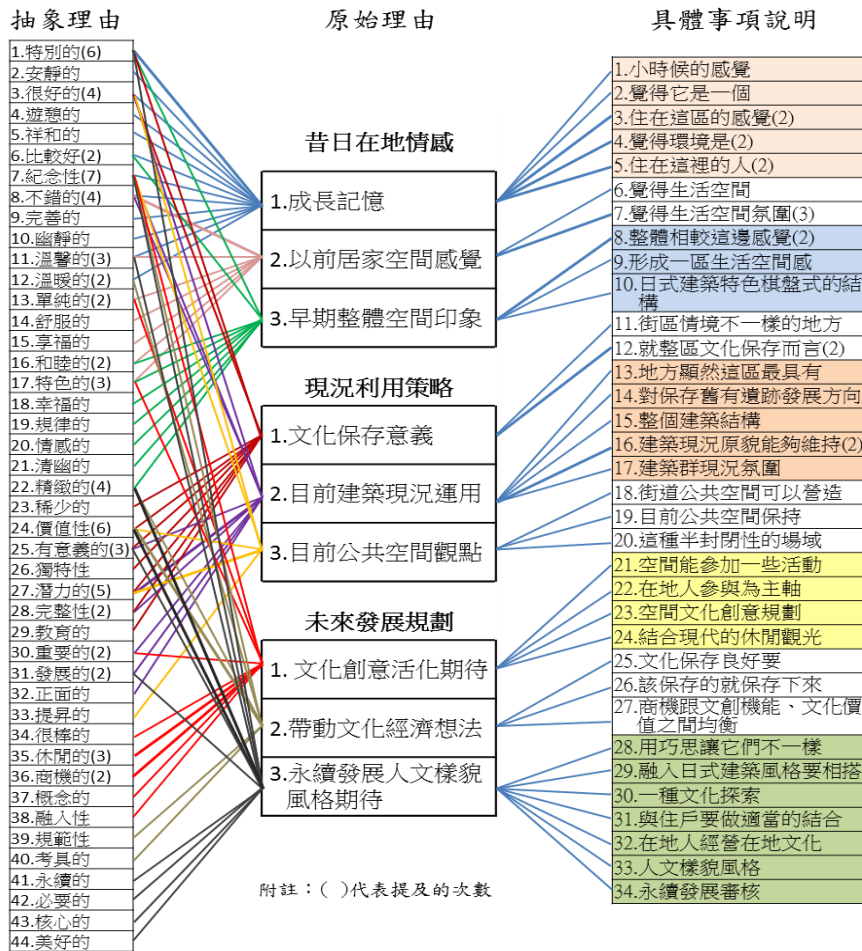 抽象理由
1.特別的(6)
2.安靜的
3.很好的(4)
4.遊憩的
5.祥和的
6.比較好(2)
7.紀念性(7)
8.不錯的(4)
9.完善的
10.幽靜的
11.溫馨的(3)
12.溫暖的(2)
13.單純的(2)
14.舒服的
15.享福的
16.和睦的(2)
17.特色的(3)
18.幸福的
19.規律的
20.情感的
21.清幽的
22.精緻的(4)
23.稀少的
24.價值性(6)
25.有意義的(3)
26.獨特性
27.潛力的(5)
28.完整性(2)
29.教育的
30.重要的(2)
31.發展的(2)
32.正面的
33.提昇的
34.很棒的
35.休閒的(3)
36.商機的(2)
37.概念的
38.融入性
39.規範性
40.考具的
41.永續的
42.必要的
43.核心的
44.美好的
原始理由
昔日在地情感
1.成長記憶
2.以前居家空間感覺
3.早期整體空間印象
現況利用策略
1.文化保存意義
2.目前建築現況運用
3.目前公共空間觀點
未來發展規劃
1. 文化創意活化期待
2.帶動文化經濟想法
3.永續發展人文樣貌
風格期待
附註：( )代表提及的次數
具體事項說明
1.小時候的感覺
2.覺得它是一個
3.住在這區的感覺(2)
4.覺得環境是(2)
5.住在這裡的人(2)
6.覺得生活空間
7.覺得生活空間氛圍(3)
8.整體相較這邊感覺(2)
9.形成一區生活空間感
10.日式建築特色棋盤式的結
構
11.街區情境不一樣的地方
12.就整區文化保存而言(2)
13.地方顯然這區最具有
14.對保存舊有遺跡發展方向
15.整個建築結構
16.建築現況原貌能夠維持(2)
17.建築群現況氛圍
18.街道公共空間可以營造
19.目前公共空間保持
20.這種半封閉性的場域
21.空間能參加一些活動
22.在地人參與為主軸
23.空間文化創意規劃
24.結合現代的休閒觀光
25.文化保存良好要
26.該保存的就保存下來
27.商機跟文創機能、文化價
值之間均衡
28.用巧思讓它們不一樣
29.融入日式建築風格要相搭
30.一種文化探索
31.與住戶要做適當的結合
32.在地人經營在地文化
33.人文樣貌風格
34.永續發展審核